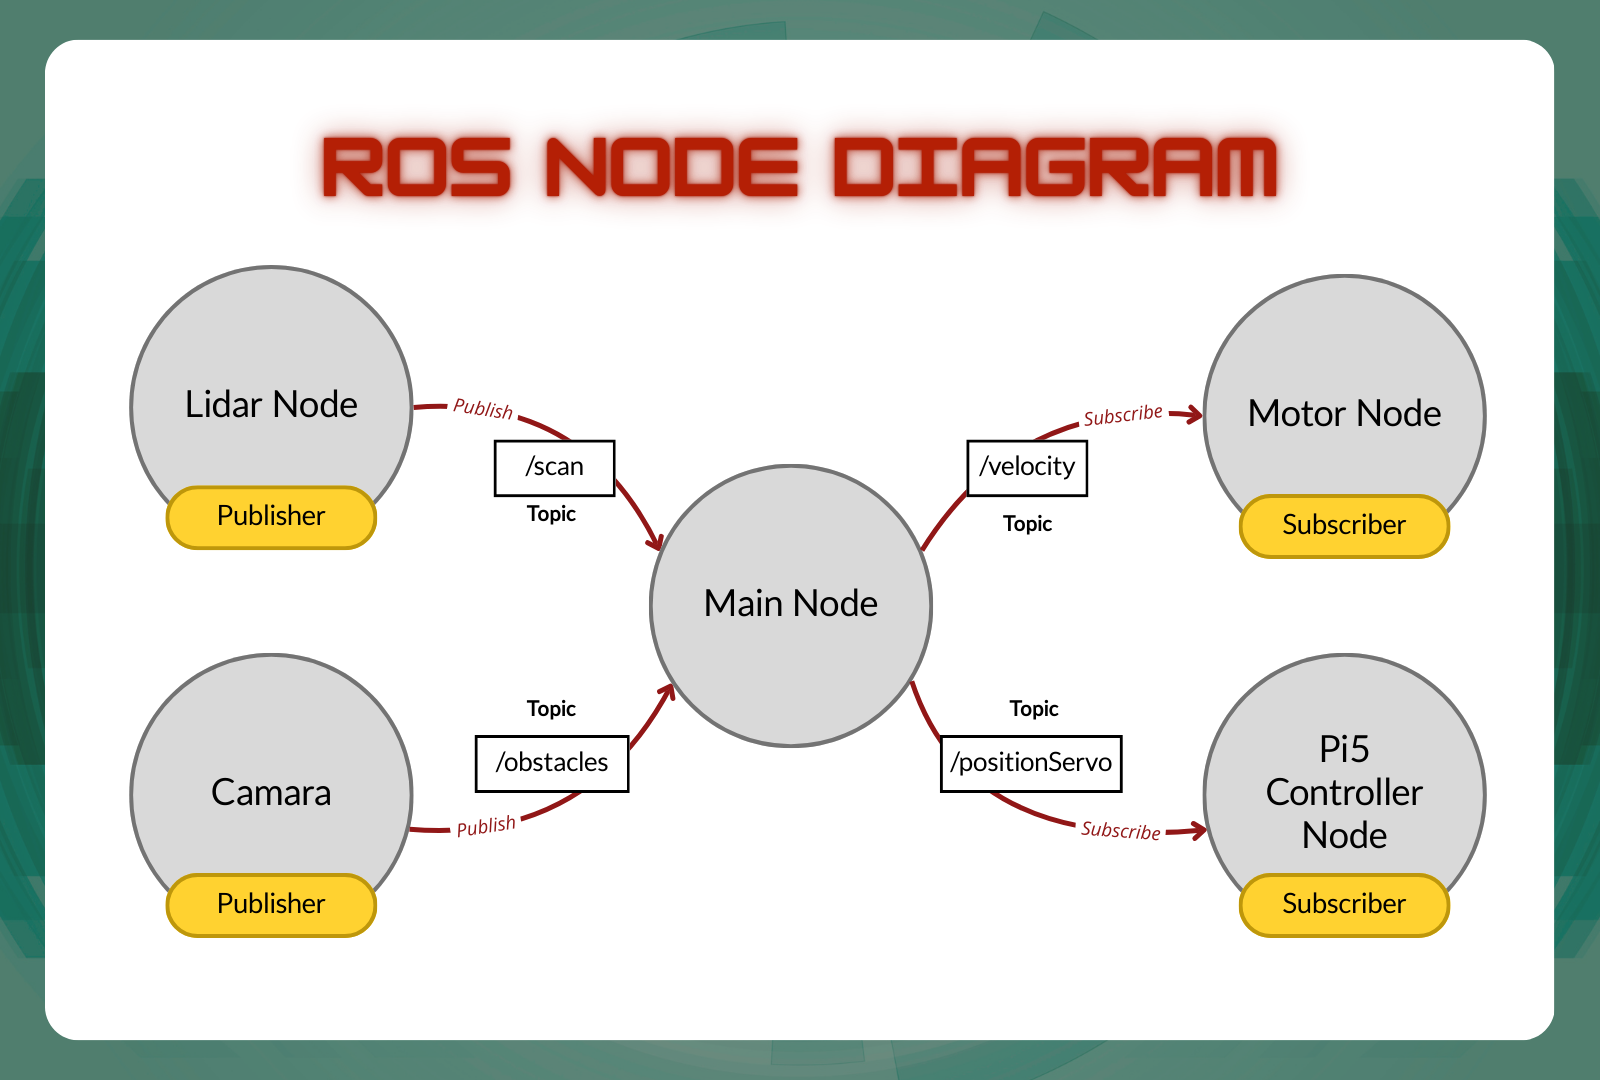 ROS NODE DIAGRAM
Lidar Node
Publisher
Publish
/scan
Topic
Main Node
/velocity
Topic
Subscribe
Motor Node
Subscriber
Camara
Publisher
Publish
Topic
/obstacles
Topic
/positionServo
Subscribe
Pi5
Controller
Node
Subscriber